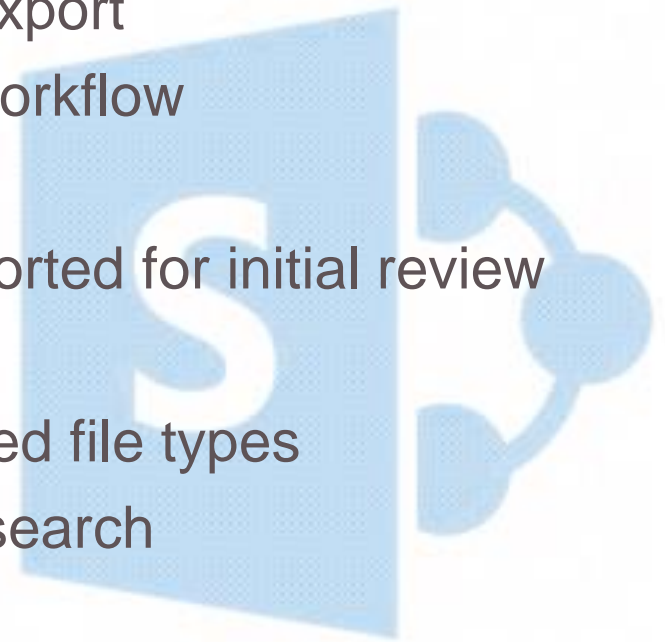 xport
orkflow
orted for initial review
ed file types
search
S